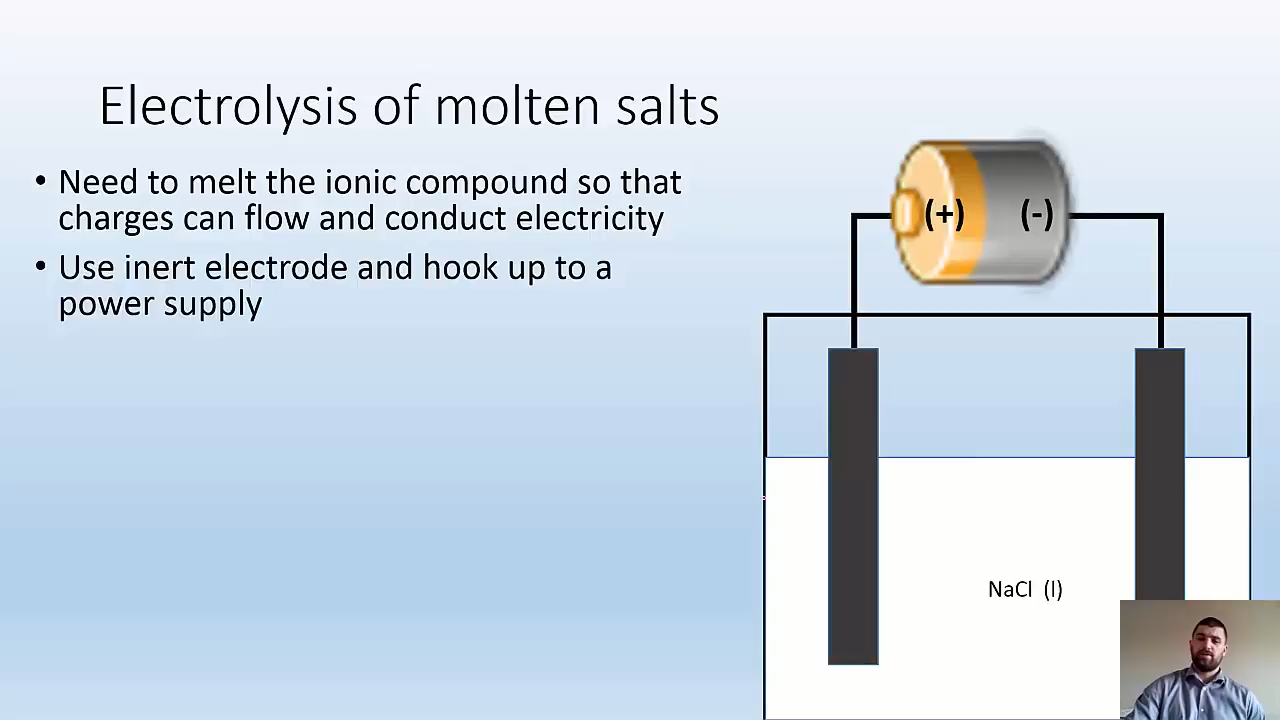 Electrolysis of molten salts
• Need to melt the ionic compound so that
charges can flow and conduct electricity
• Use inert electrode and hook up to a
power supply
(+) (-)
NaCl (l)